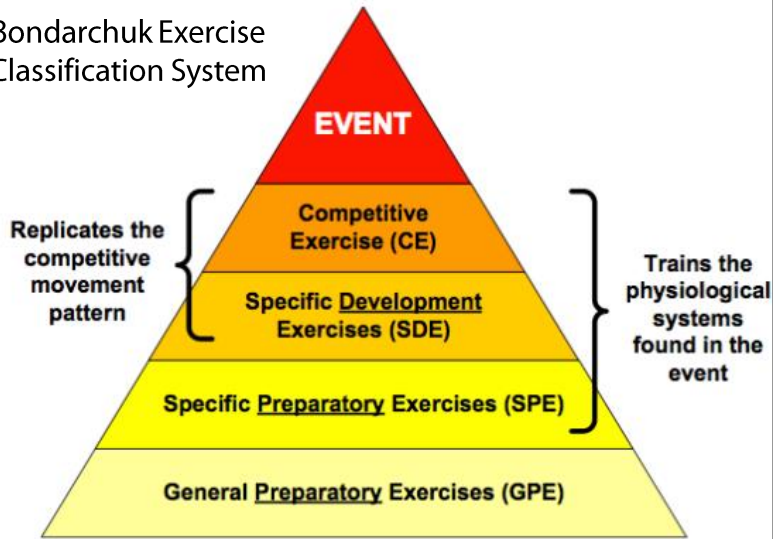 Bondarchuk Exercise
Classification System
EVENT
Competitive
Exercise (CE)
Replicates the
competitive
movement
pattern
Specific Development
Exercises (SDE)
Trains the
physiological
systems
found in the
event
Specific Preparatory Exercises (SPE)
General Preparatory Exercises (GPE)